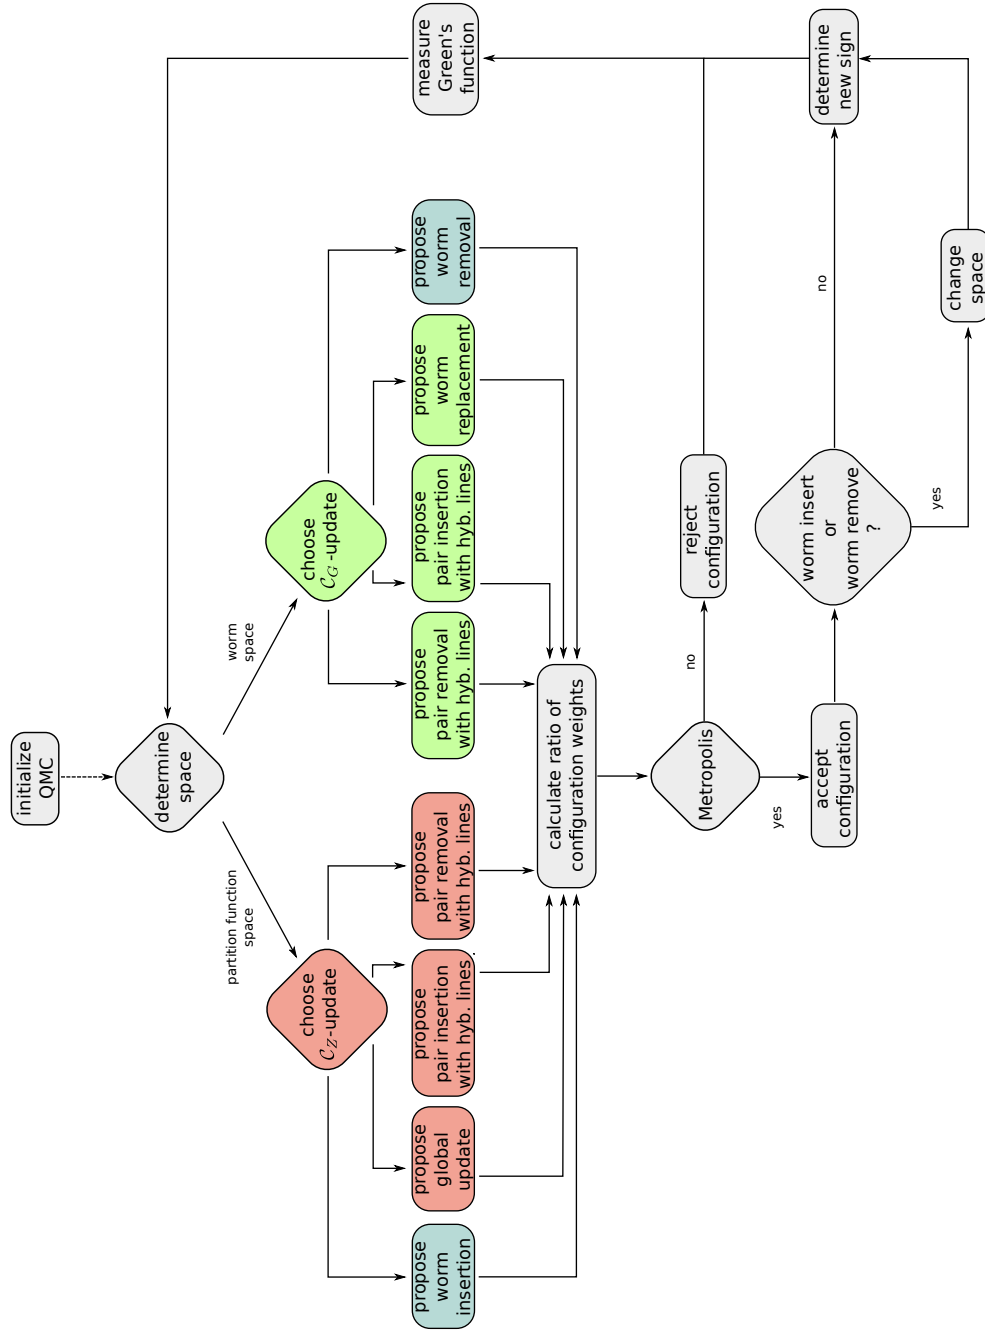 initialize
QMC
determine
space
partition function
space
worm
space
choose
𝒞_Z-update
choose
𝒞_G-update
propose
worm
insertion
propose
global
update
propose
pair insertion
with hyb. lines
propose
pair removal
with hyb. lines
propose
pair removal
with hyb. lines
propose
pair insertion
with hyb. lines
propose
worm
replacement
propose
worm
removal
calculate ratio of
configuration weights
Metropolis
no
yes
reject
configuration
accept
configuration
worm insert
or
worm remove
?
no
yes
change
space
determine
new sign
measure
Green's
function